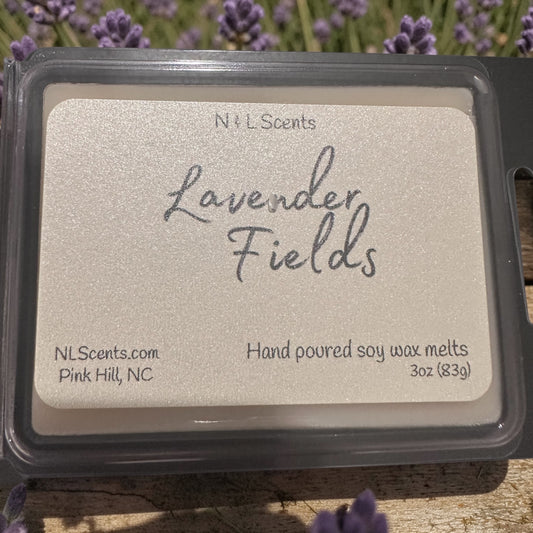 N & L Scents
Lavender
Fields
NLScents.com
Pink Hill, NC
Hand poured soy wax melts
3oz (83g)